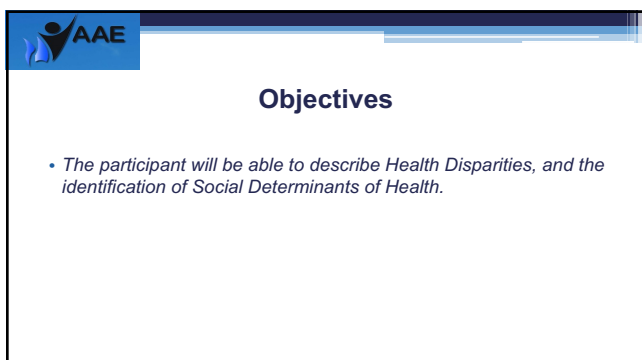 AAE
Objectives
• The participant will be able to describe Health Disparities, and the
identification of Social Determinants of Health.